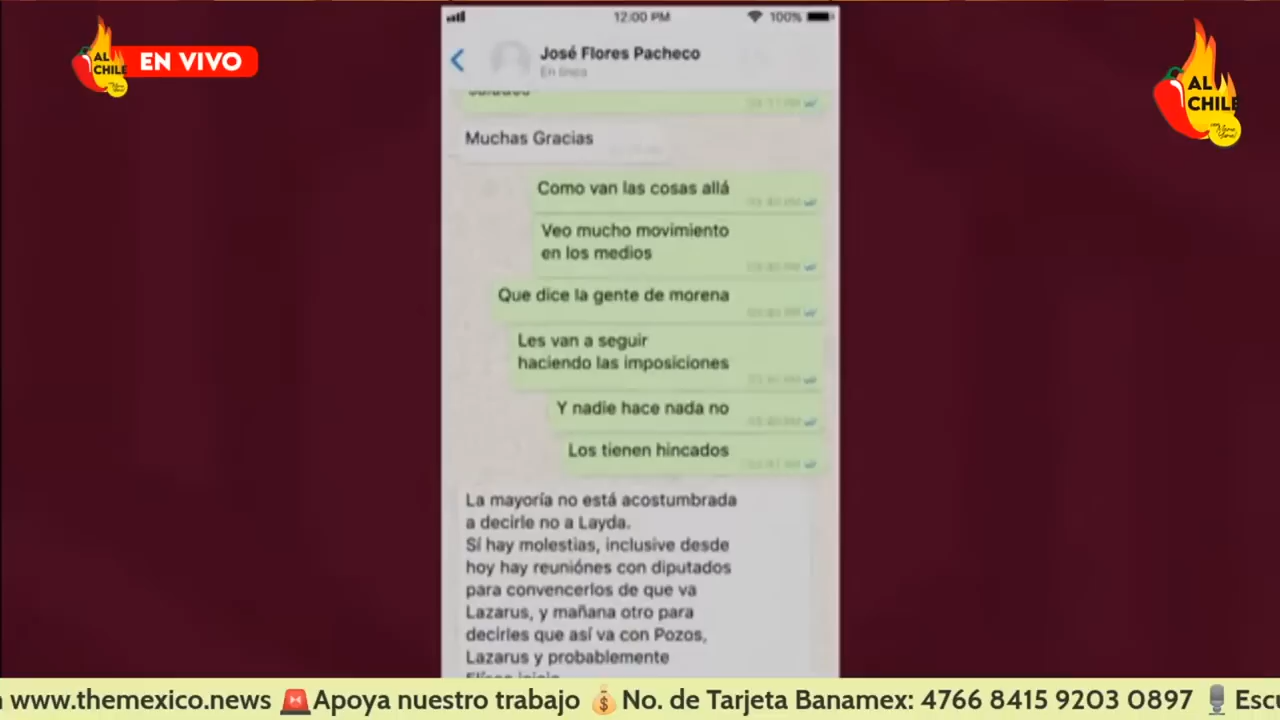 12:00 PM
100%
AL
CHILE
EN VIVO
José Flores Pacheco
En línea
AL
CHILE
Muchas Gracias
Como van las cosas allá
Veo mucho movimiento
en los medios
Que dice la gente de morena
Les van a seguir
haciendo las imposiciones
Y nadie hace nada no
Los tienen hincados
La mayoría no está acostumbrada
a decirle no a Layda.
Sí hay molestias, inclusive desde
hoy hay reuniónes con diputados
para convencerlos de que va
Lazarus, y mañana otro para
decirles que así va con Pozos,
Lazarus y probablemente
www.themexico.news 🚨Apoya nuestro trabajo 💰No. de Tarjeta Banamex: 4766 8415 9203 0897 🎙️